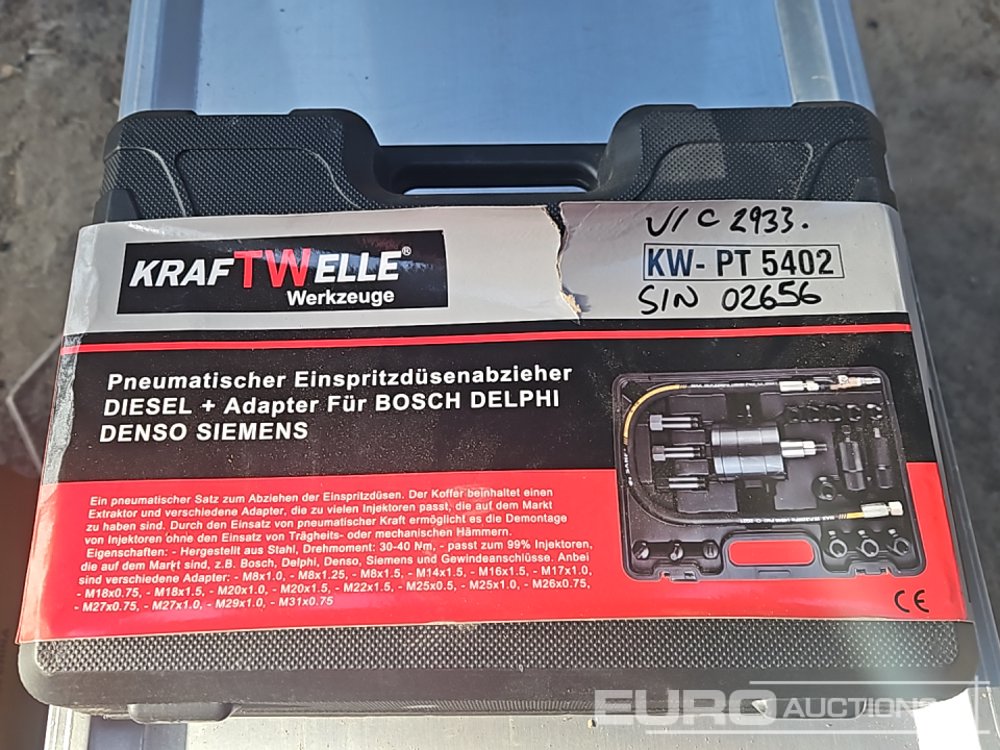 KRAFTWELLE®
Werkzeuge
V/C 2933.
KW- PT 5402
S/N 02656
Pneumatischer Einspritzdüsenabzieher
DIESEL + Adapter Für BOSCH DELPHI
DENSO SIEMENS
Ein pneumatischer Satz zum Abziehen der Einspritzdüsen. Der Koffer beinhaltet einen
Extraktor und verschiedene Adapter, die zu vielen Injektoren passt, die auf dem Markt
zu haben sind. Durch den Einsatz von pneumatischer Kraft ermöglicht es die Demontage
von Injektoren ohne den Einsatz von Trägheits- oder mechanischen Hämmern.
Eigenschaften: - Hergestellt aus Stahl, Drehmoment: 30-40 Nm, - passt zum 99% Injektoren,
die auf dem Markt sind, z.B. Bosch, Delphi, Denso, Siemens und Gewindeanschlüsse. Anbei
sind verschiedene Adapter: - M8x1.0, - M8x1.25, - M8x1.5, - M14x1.5, - M16x1.5, - M17x1.0,
- M18x0.75, - M18x1.5, - M20x1.0, - M20x1.5, - M22x1.5, - M25x0.5, - M25x1.0, - M26x0.75,
- M27x0.75, - M27x1.0, - M29x1.0, - M31x0.75
CE
EURO AUCTIONS